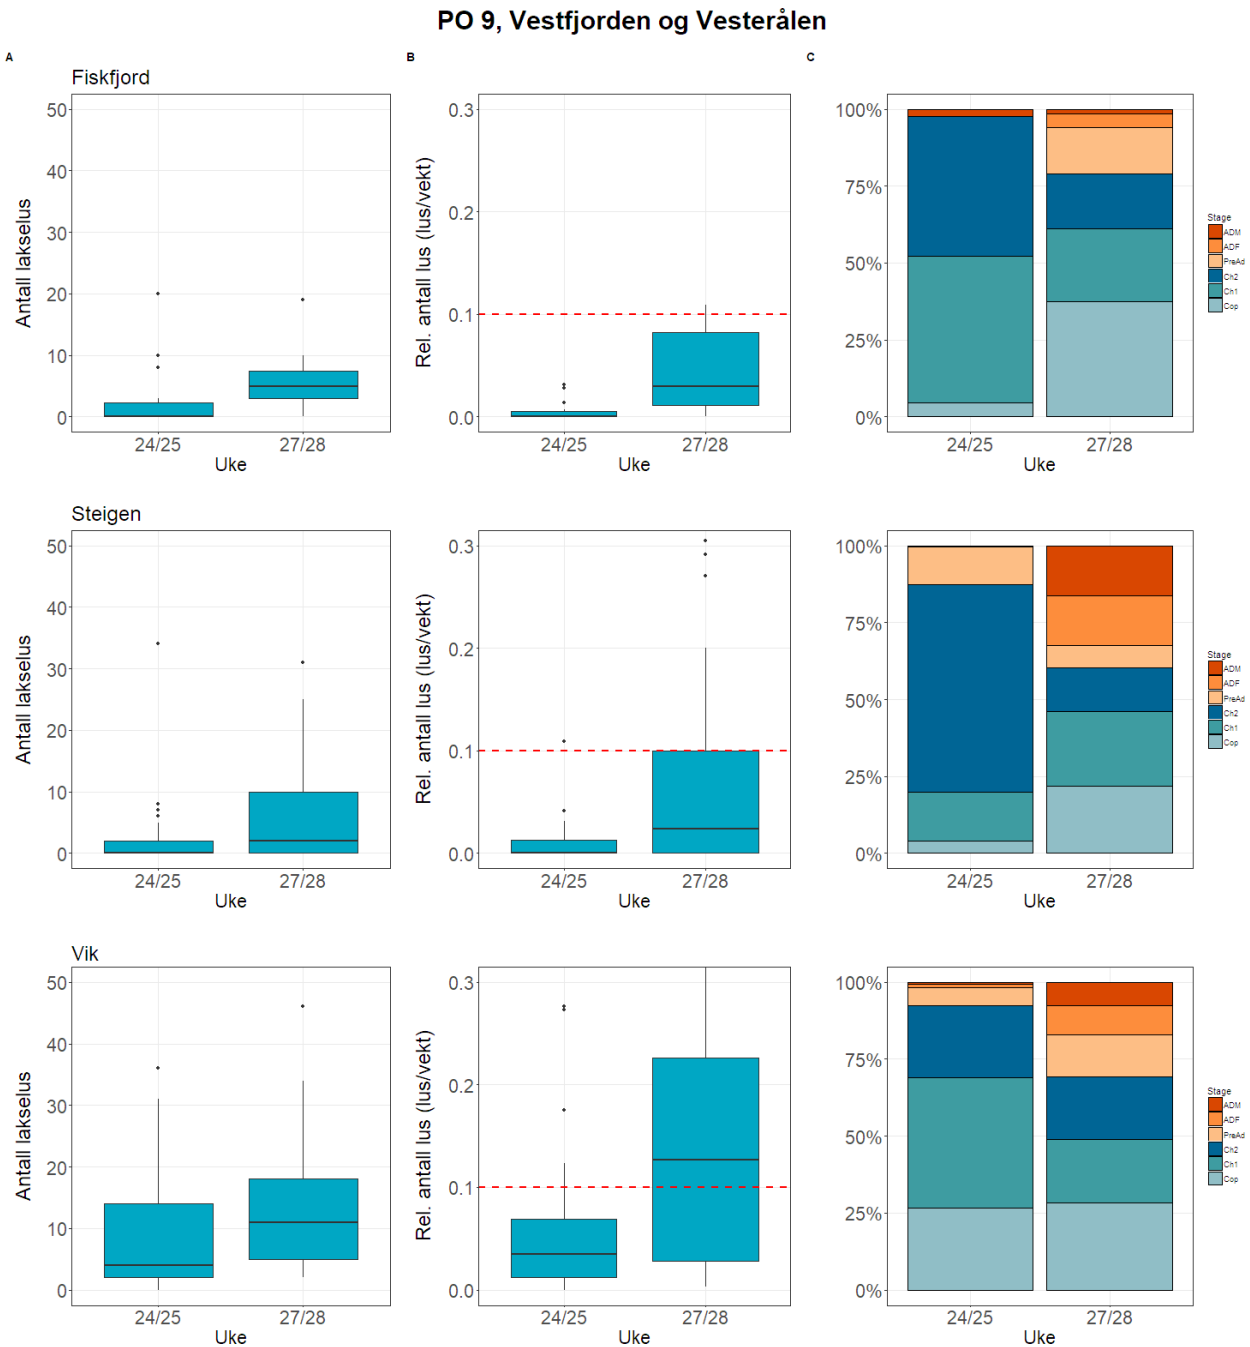 PO 9, Vestfjorden og Vesterålen
A
B
C
Fiskfjord
Antall lakselus
50
40
30
20
10
0
24/25
27/28
Uke
Rel. antall lus (lus/vekt)
0.3
0.2
0.1
0.0
24/25
27/28
Uke
100%
75%
50%
25%
0%
24/25
27/28
Uke
Stage
ADM
ADF
PreAd
Ch2
Ch1
Cop
Steigen
Antall lakselus
50
40
30
20
10
0
24/25
27/28
Uke
Rel. antall lus (lus/vekt)
0.3
0.2
0.1
0.0
24/25
27/28
Uke
100%
75%
50%
25%
0%
24/25
27/28
Uke
Stage
ADM
ADF
PreAd
Ch2
Ch1
Cop
Vik
Antall lakselus
50
40
30
20
10
0
24/25
27/28
Uke
Rel. antall lus (lus/vekt)
0.3
0.2
0.1
0.0
24/25
27/28
Uke
100%
75%
50%
25%
0%
24/25
27/28
Uke
Stage
ADM
ADF
PreAd
Ch2
Ch1
Cop